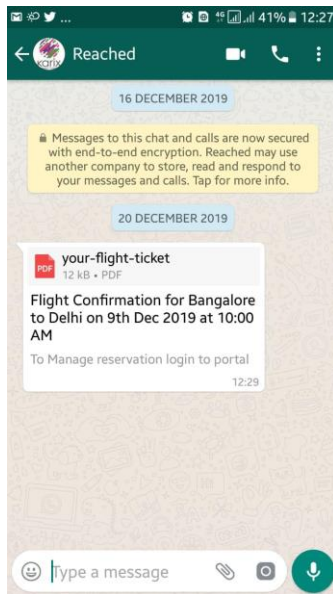 ... 4G 41% 12:27
karix
Reached
16 DECEMBER 2019
Messages to this chat and calls are now secured
with end-to-end encryption. Reached may use
another company to store, read and respond to
your messages and calls. Tap for more info.
20 DECEMBER 2019
PDF your-flight-ticket
12 kB • PDF
Flight Confirmation for Bangalore
to Delhi on 9th Dec 2019 at 10:00
AM
To Manage reservation login to portal
12:29
Type a message